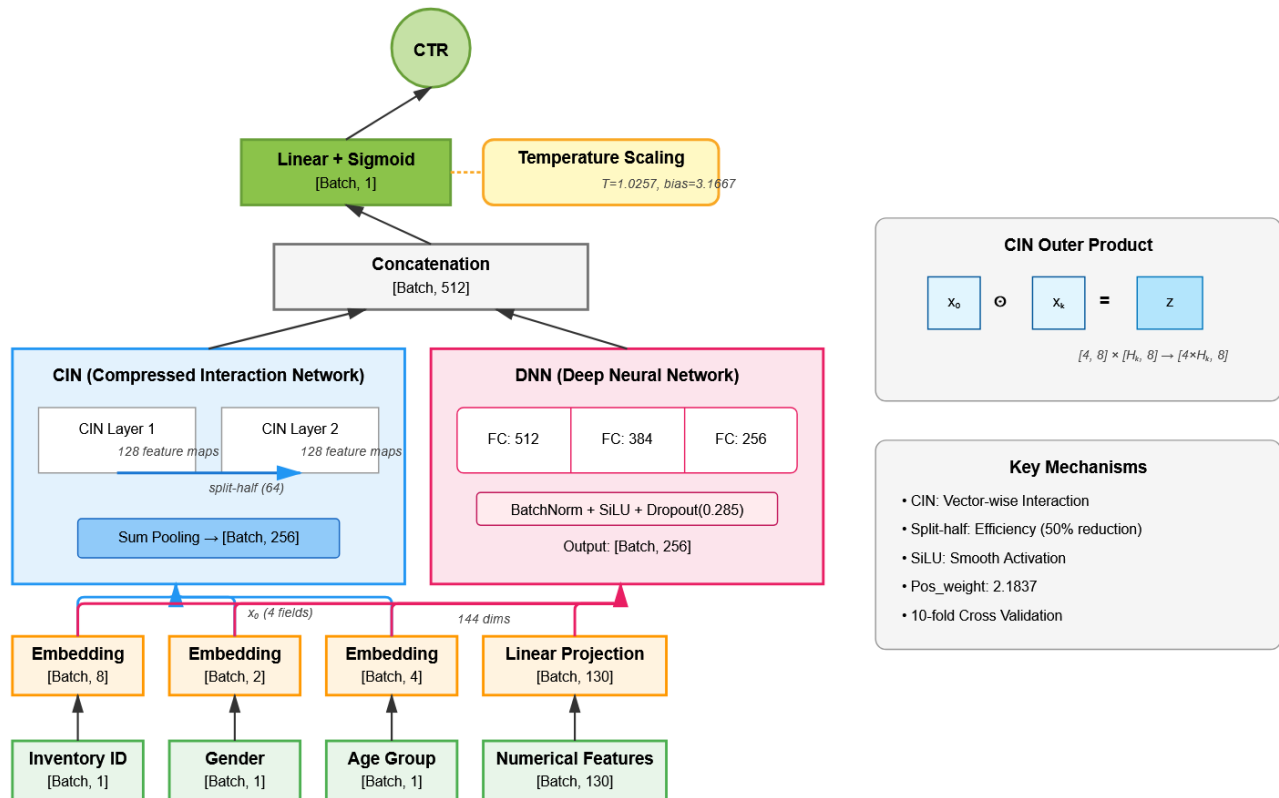 CTR
Linear + Sigmoid
[Batch, 1]
Temperature Scaling
T=1.0257, bias=3.1667
Concatenation
[Batch, 512]
CIN (Compressed Interaction Network)
CIN Layer 1
128 feature maps
CIN Layer 2
128 feature maps
split-half (64)
Sum Pooling → [Batch, 256]
DNN (Deep Neural Network)
FC: 512
FC: 384
FC: 256
BatchNorm + SiLU + Dropout(0.285)
Output: [Batch, 256]
x₀ (4 fields)
144 dims
Embedding
[Batch, 8]
Embedding
[Batch, 2]
Embedding
[Batch, 4]
Linear Projection
[Batch, 130]
Inventory ID
[Batch, 1]
Gender
[Batch, 1]
Age Group
[Batch, 1]
Numerical Features
[Batch, 130]
CIN Outer Product
x₀ ⊙ xₖ = z
[4, 8] × [Hₖ, 8] → [4×Hₖ, 8]
Key Mechanisms
• CIN: Vector-wise Interaction
• Split-half: Efficiency (50% reduction)
• SiLU: Smooth Activation
• Pos_weight: 2.1837
• 10-fold Cross Validation